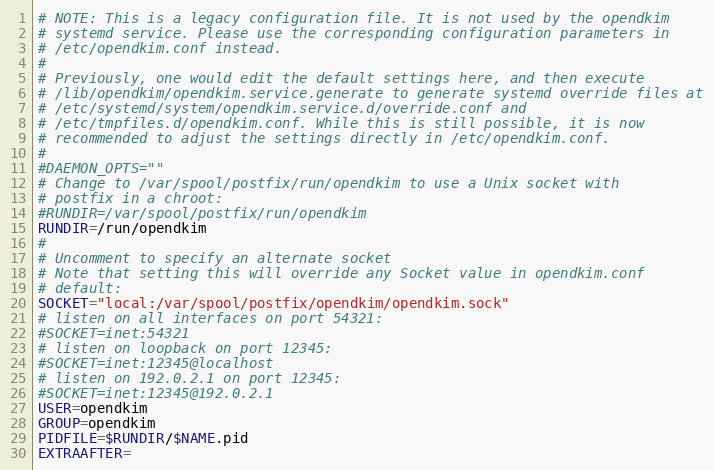 1 # NOTE: This is a legacy configuration file. It is not used by the opendkim
2 # systemd service. Please use the corresponding configuration parameters in
3 # /etc/opendkim.conf instead.
4 #
5 # Previously, one would edit the default settings here, and then execute
6 # /lib/opendkim/opendkim.service.generate to generate systemd override files at
7 # /etc/systemd/system/opendkim.service.d/override.conf and
8 # /etc/tmpfiles.d/opendkim.conf. While this is still possible, it is now
9 # recommended to adjust the settings directly in /etc/opendkim.conf.
10 #
11 #DAEMON_OPTS=""
12 # Change to /var/spool/postfix/run/opendkim to use a Unix socket with
13 # postfix in a chroot:
14 #RUNDIR=/var/spool/postfix/run/opendkim
15 RUNDIR=/run/opendkim
16 #
17 # Uncomment to specify an alternate socket
18 # Note that setting this will override any Socket value in opendkim.conf
19 # default:
20 SOCKET="local:/var/spool/postfix/opendkim/opendkim.sock"
21 # listen on all interfaces on port 54321:
22 #SOCKET=inet:54321
23 # listen on loopback on port 12345:
24 #SOCKET=inet:12345@localhost
25 # listen on 192.0.2.1 on port 12345:
26 #SOCKET=inet:12345@192.0.2.1
27 USER=opendkim
28 GROUP=opendkim
29 PIDFILE=$RUNDIR/$NAME.pid
30 EXTRAAFTER=